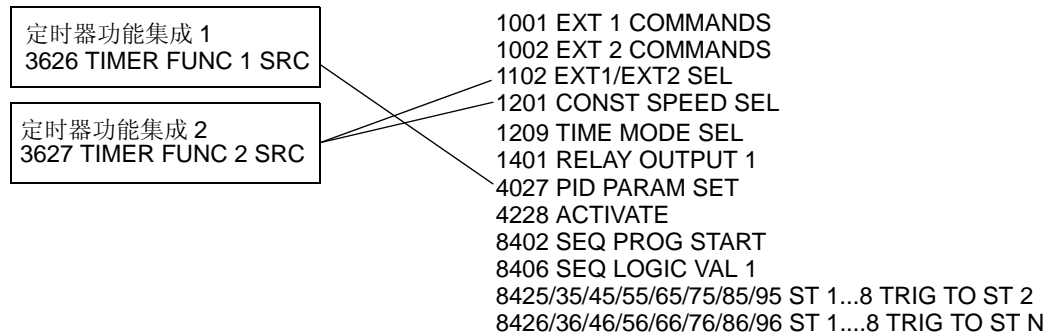 定时器功能集成 1
3626 TIMER FUNC 1 SRC
定时器功能集成 2
3627 TIMER FUNC 2 SRC
1001 EXT 1 COMMANDS
1002 EXT 2 COMMANDS
1102 EXT1/EXT2 SEL
1201 CONST SPEED SEL
1209 TIME MODE SEL
1401 RELAY OUTPUT 1
4027 PID PARAM SET
4228 ACTIVATE
8402 SEQ PROG START
8406 SEQ LOGIC VAL 1
8425/35/45/55/65/75/85/95 ST 1...8 TRIG TO ST 2
8426/36/46/56/66/76/86/96 ST 1....8 TRIG TO ST N